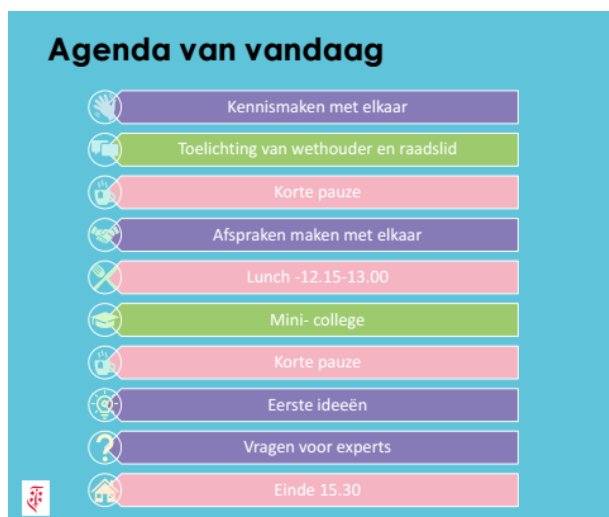 Agenda van vandaag
Kennismaken met elkaar
Toelichting van wethouder en raadslid
Korte pauze
Afspraken maken met elkaar
Lunch -12.15-13.00
Mini- college
Korte pauze
Eerste ideeën
Vragen voor experts
Einde 15.30